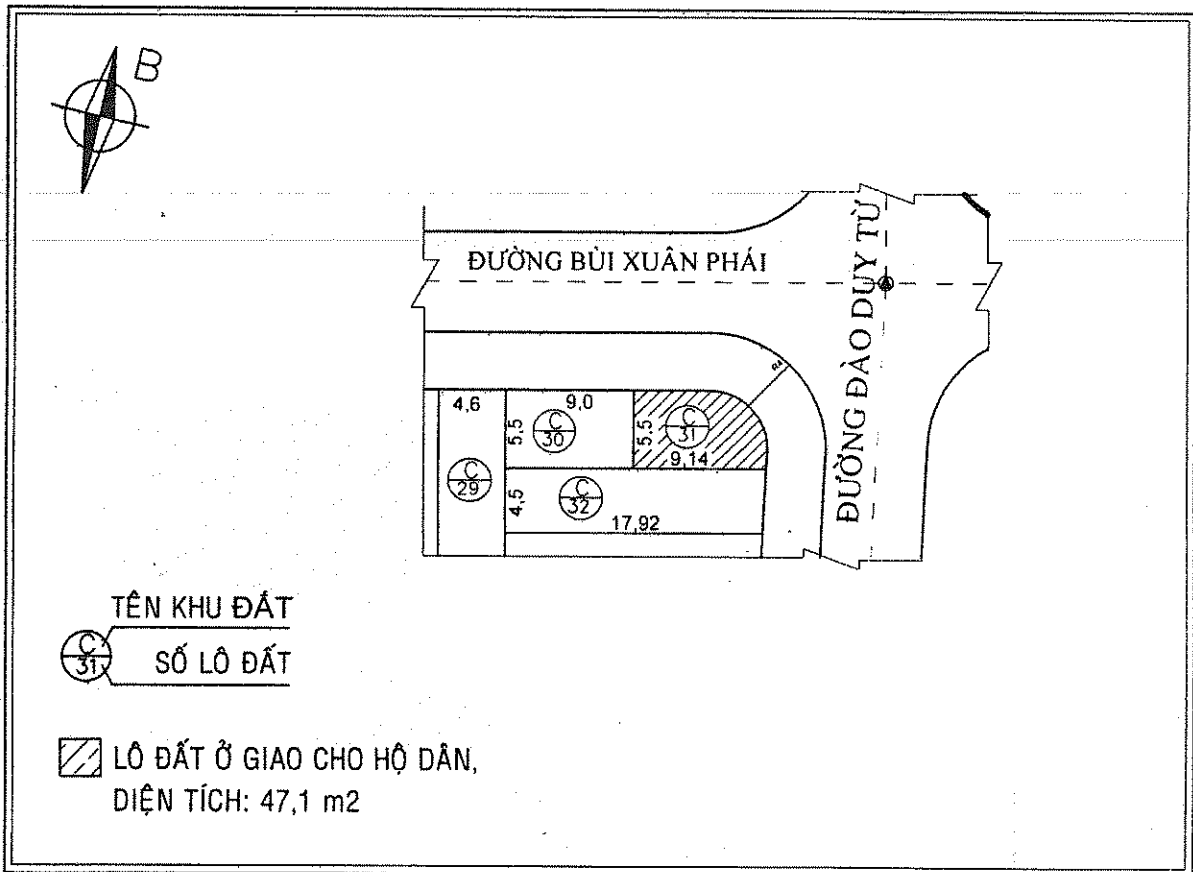 B
ĐƯỜNG BÙI XUÂN PHÁI
ĐƯỜNG ĐÀO DUY TỪ
R4
4,6
9,0
5,5
C
30
5,5
C
31
9,14
C
29
4,5
C
32
17,92
TÊN KHU ĐẤT
C
31
SỐ LÔ ĐẤT
LÔ ĐẤT Ở GIAO CHO HỘ DÂN,
DIỆN TÍCH: 47,1 m2